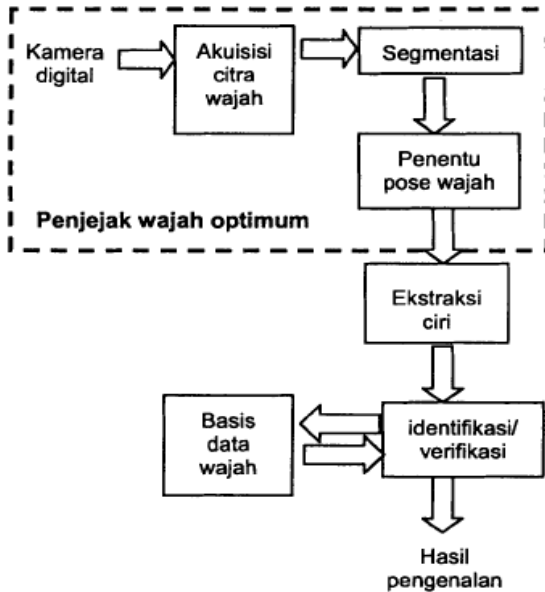 Kamera
digital
Akuisisi
citra
wajah
Segmentasi
Penentu
pose wajah
Penjejak wajah optimum
Ekstraksi
ciri
Basis
data
wajah
identifikasi/
verifikasi
Hasil
pengenalan